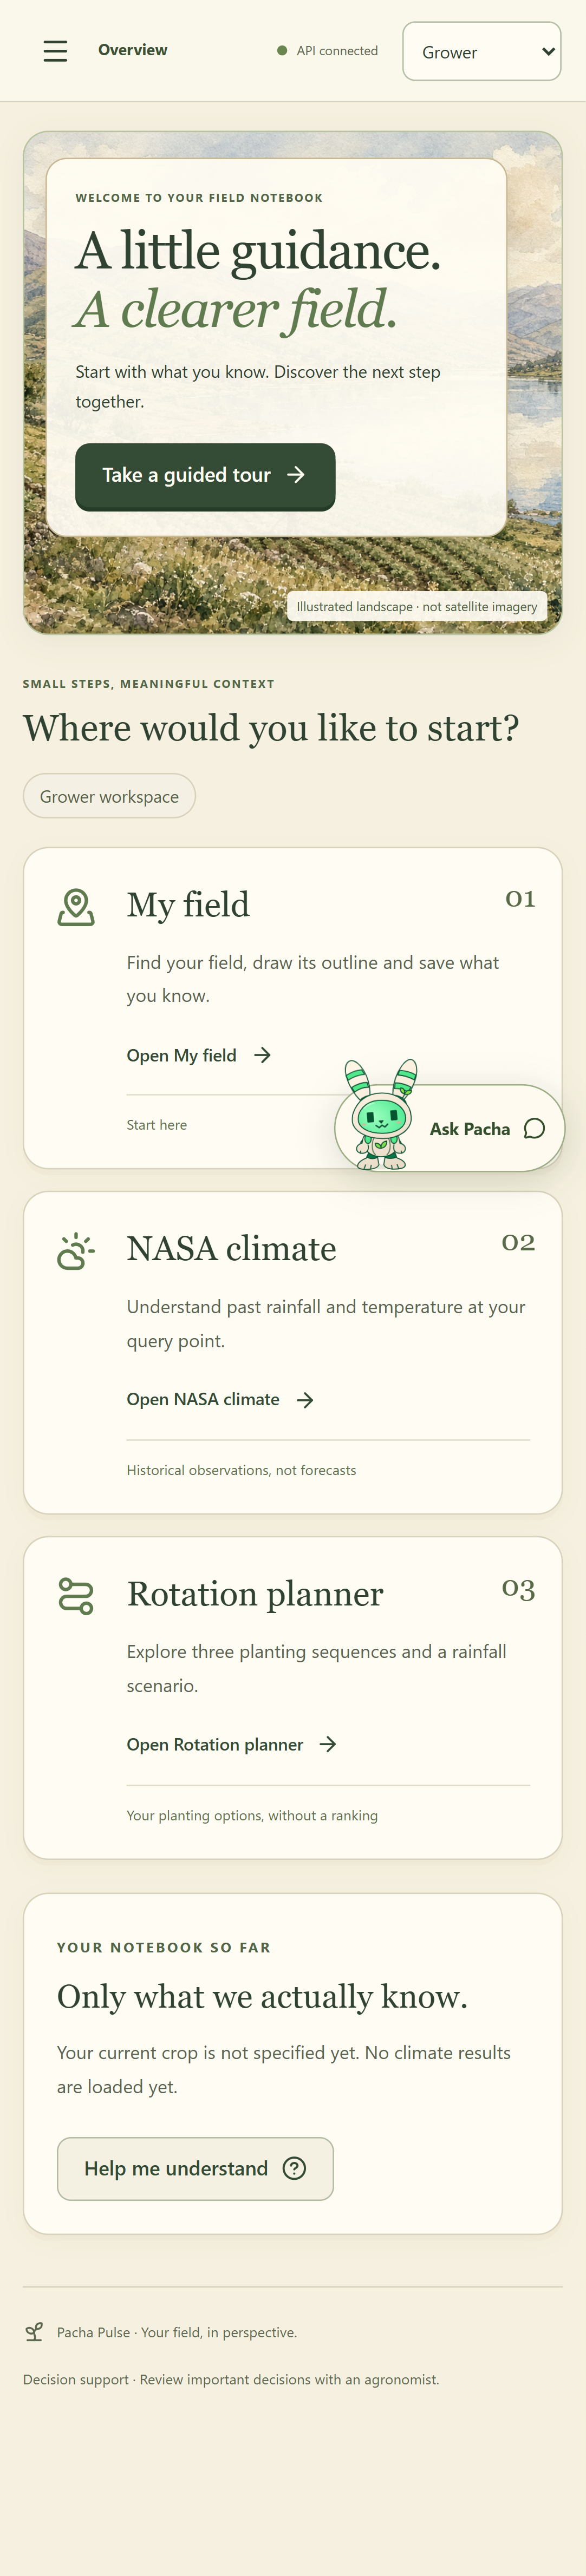 Overview
API connected
Grower
WELCOME TO YOUR FIELD NOTEBOOK
A little guidance.
A clearer field.
Start with what you know. Discover the next step
together.
Take a guided tour
Illustrated landscape · not satellite imagery
SMALL STEPS, MEANINGFUL CONTEXT
Where would you like to start?
Grower workspace
My field
01
Find your field, draw its outline and save what
you know.
Open My field
Start here
Ask Pacha
NASA climate
02
Understand past rainfall and temperature at your
query point.
Open NASA climate
Historical observations, not forecasts
Rotation planner
03
Explore three planting sequences and a rainfall
scenario.
Open Rotation planner
Your planting options, without a ranking
YOUR NOTEBOOK SO FAR
Only what we actually know.
Your current crop is not specified yet. No climate results
are loaded yet.
Help me understand
Pacha Pulse · Your field, in perspective.
Decision support · Review important decisions with an agronomist.